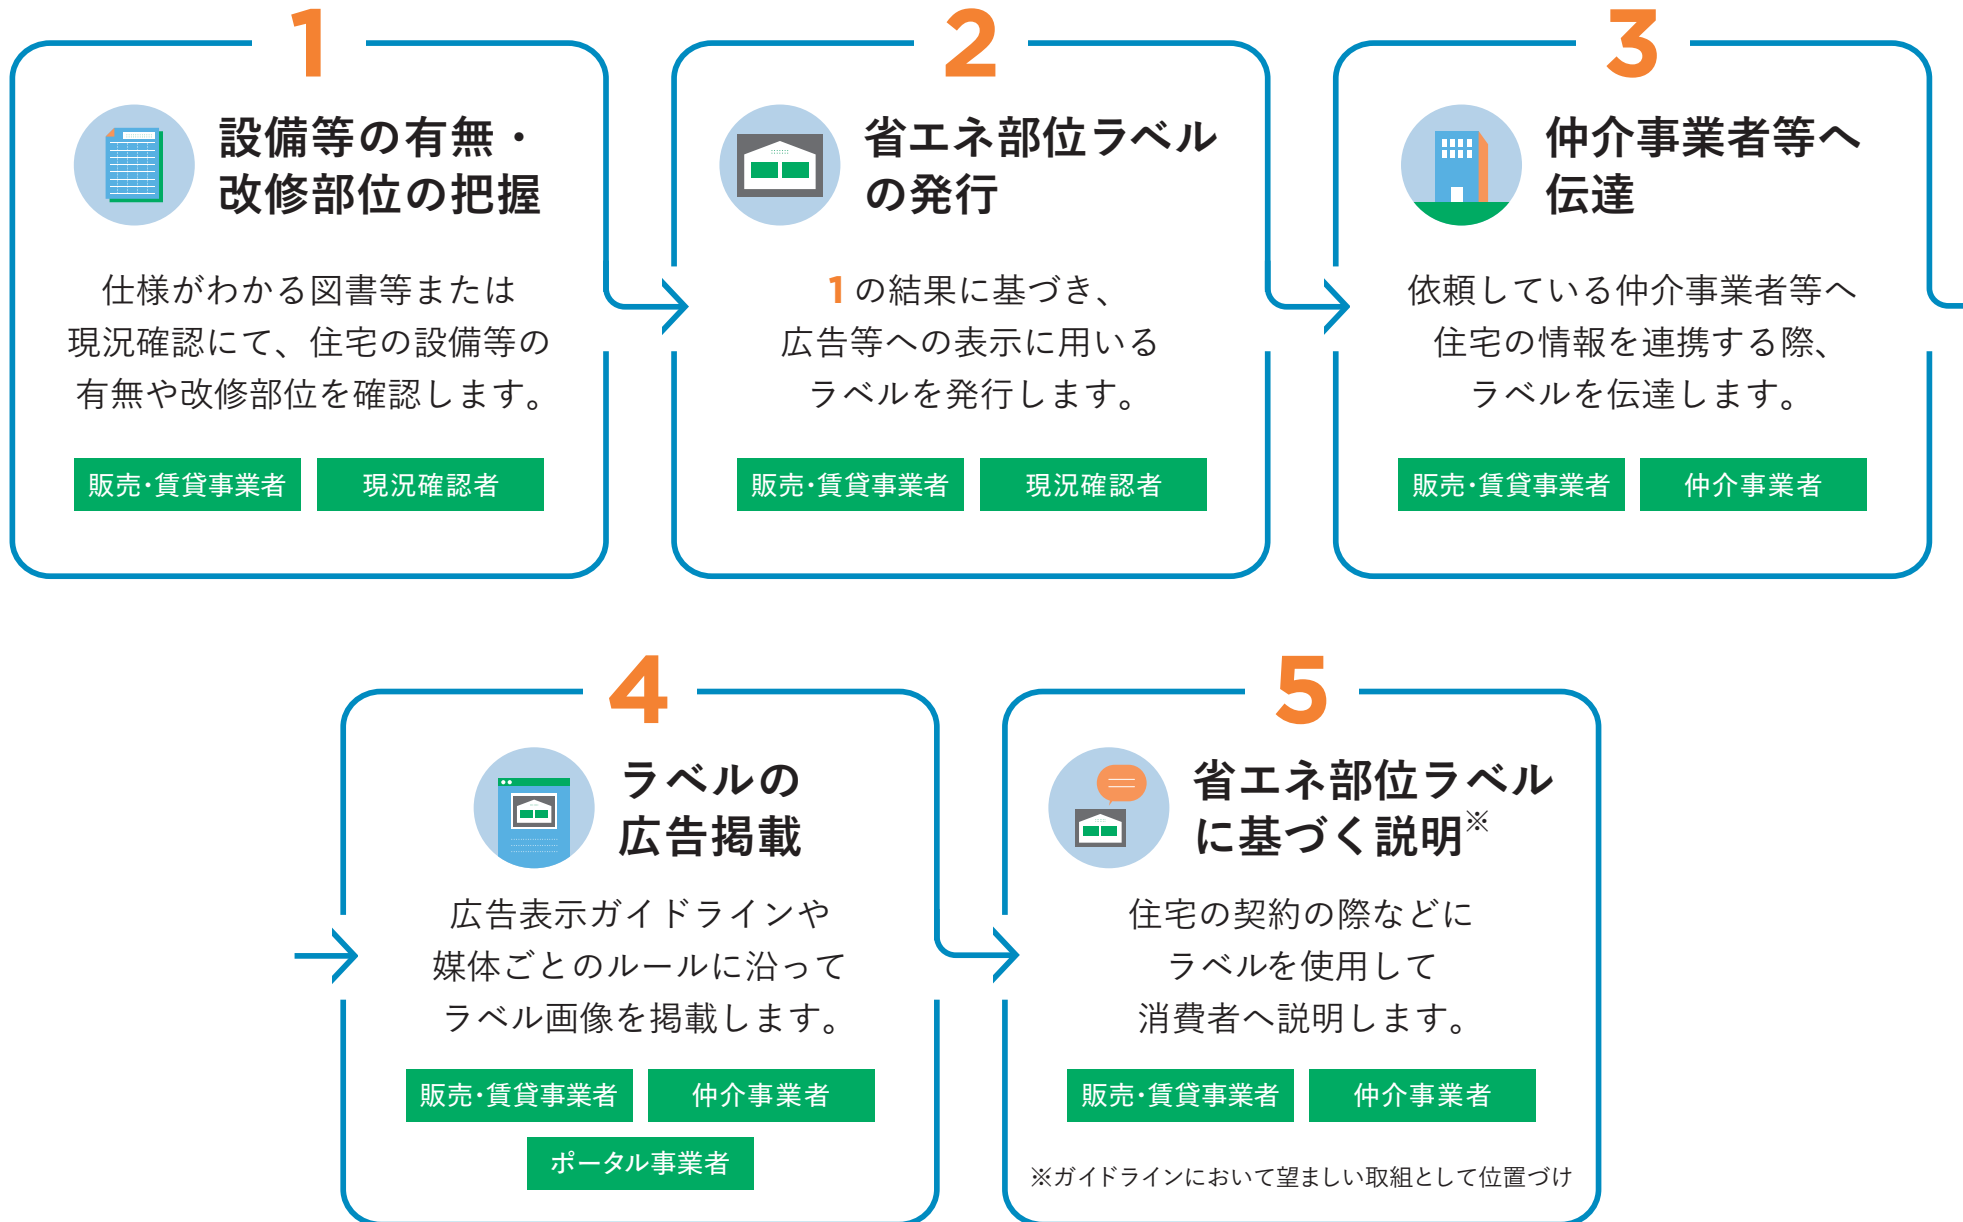 1
設備等の有無・
改修部位の把握
仕様がわかる図書等または
現況確認にて、住宅の設備等の
有無や改修部位を確認します。
販売・賃貸事業者 現況確認者
2
省エネ部位ラベル
の発行
1の結果に基づき、
広告等への表示に用いる
ラベルを発行します。
販売・賃貸事業者 現況確認者
3
仲介事業者等へ
伝達
依頼している仲介事業者等へ
住宅の情報を連携する際、
ラベルを伝達します。
販売・賃貸事業者 仲介事業者
4
ラベルの
広告掲載
広告表示ガイドラインや
媒体ごとのルールに沿って
ラベル画像を掲載します。
販売・賃貸事業者 仲介事業者
ポータル事業者
5
省エネ部位ラベル
に基づく説明※
住宅の契約の際などに
ラベルを使用して
消費者へ説明します。
販売・賃貸事業者 仲介事業者
※ガイドラインにおいて望ましい取組として位置づけ